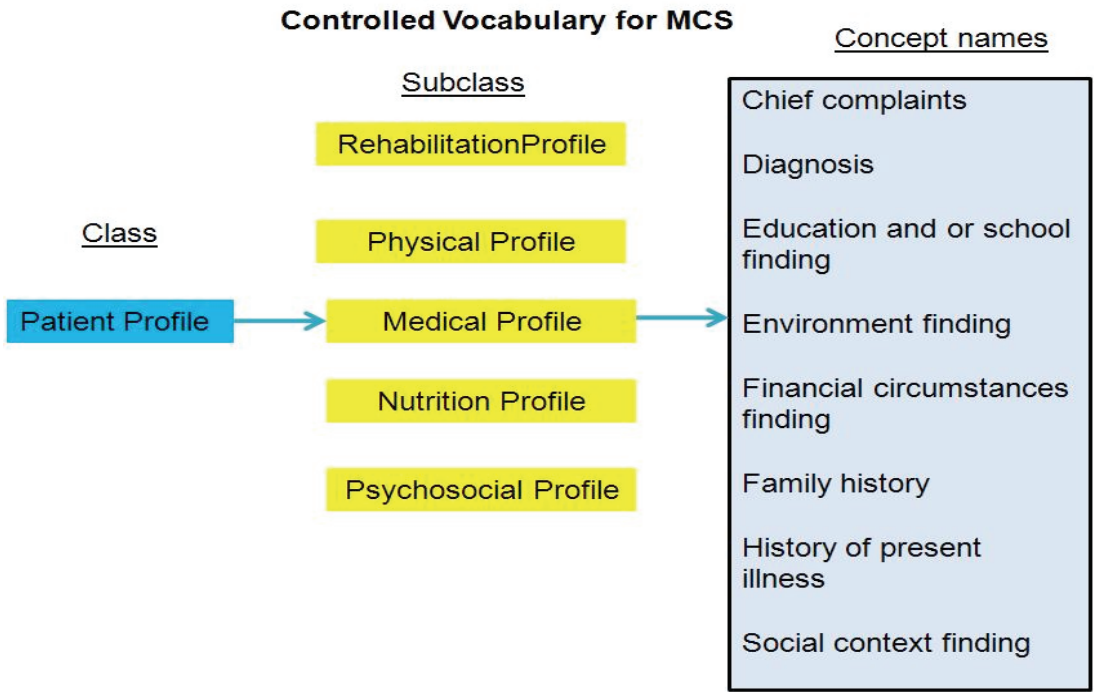 Controlled Vocabulary for MCS
Class
Patient Profile
Subclass
RehabilitationProfile
Physical Profile
Medical Profile
Nutrition Profile
Psychosocial Profile
Concept names
Chief complaints
Diagnosis
Education and or school
finding
Environment finding
Financial circumstances
finding
Family history
History of present
illness
Social context finding